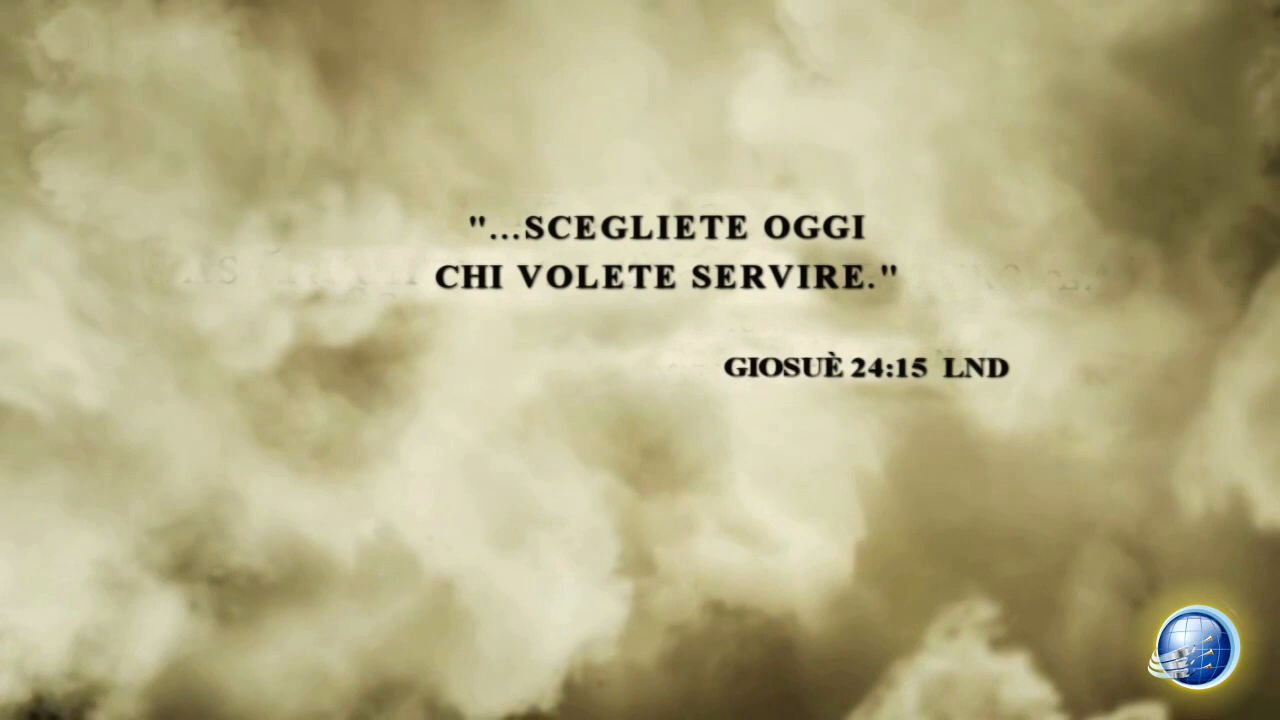 "...SCEGLIETE OGGI
CHI VOLETE SERVIRE."
GIOSUÈ 24:15 LND